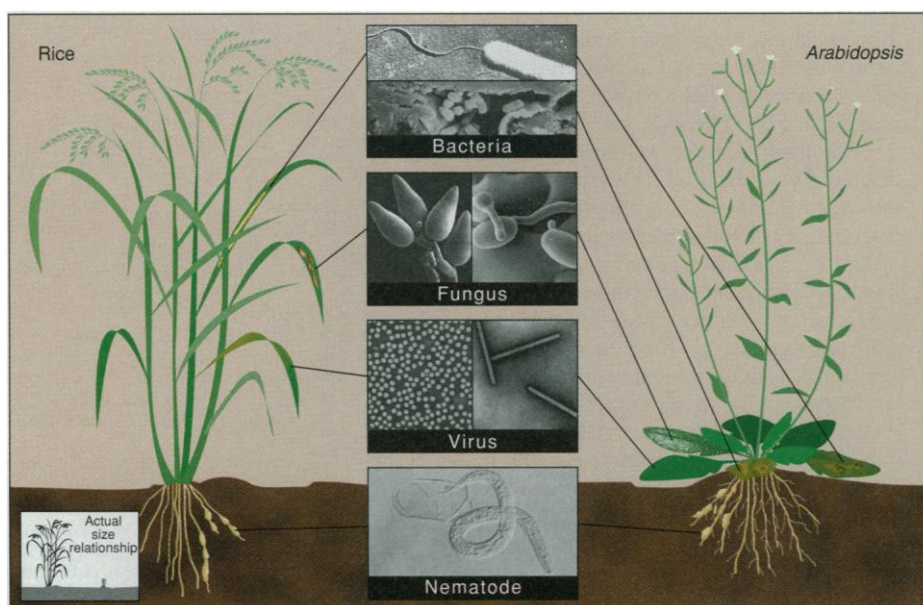 Rice
Arabidopsis
Bacteria
Fungus
Virus
Nematode
Actual
size
relationship